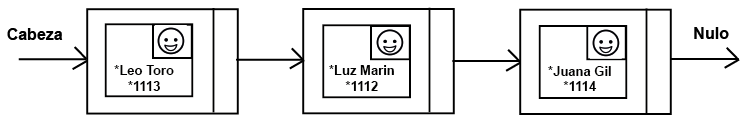 Cabeza
*Leo Toro
*1113
*Luz Marin
*1112
*Juana Gil
*1114
Nulo